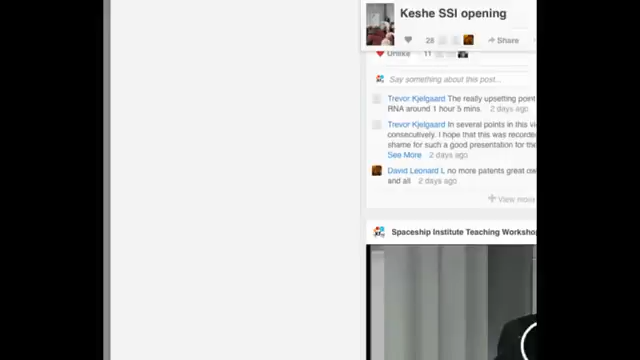 Keshe SSI opening
28
Share
Unlike 11
Say something about this post...
Trevor Kjelgaard The really upsetting point
RNA around 1 hour 5 mins. 2 days ago
Trevor Kjelgaard In several points in this vi
consecutively. I hope that this was recorde
shame for such a good presentation for the
See More 2 days ago
David Leonard L no more patents great ow
and all 2 days ago
View more
Spaceship Institute Teaching Workshop